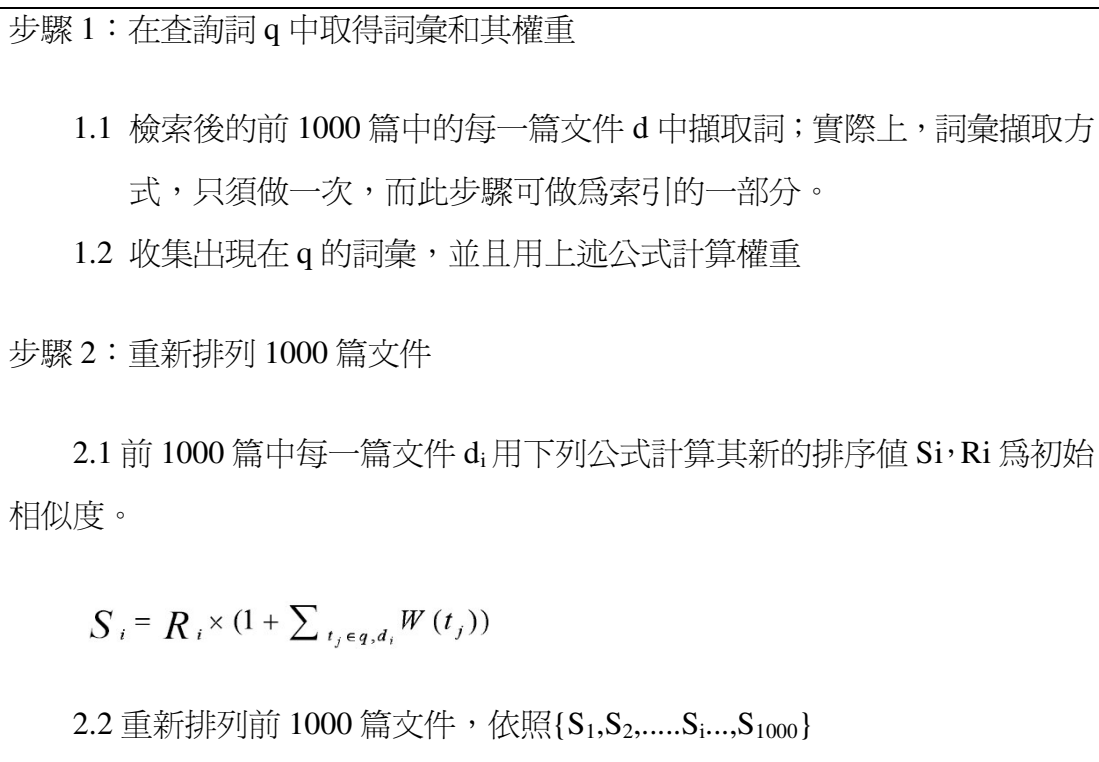 步驟 1：在查詢詞 q 中取得詞彙和其權重
1.1 檢索後的前 1000 篇中的每一篇文件 d 中擷取詞；實際上，詞彙擷取方
式，只須做一次，而此步驟可做爲索引的一部分。
1.2 收集出現在 q 的詞彙，並且用上述公式計算權重
步驟 2：重新排列 1000 篇文件
2.1 前 1000 篇中每一篇文件 dᵢ 用下列公式計算其新的排序值 Si，Ri 爲初始
相似度。
S_i = R_i × (1 + ∑_{t_j ∈ q, d_i} W (t_j))
2.2 重新排列前 1000 篇文件，依照{S₁,S₂,.....Sᵢ...,S₁₀₀₀}